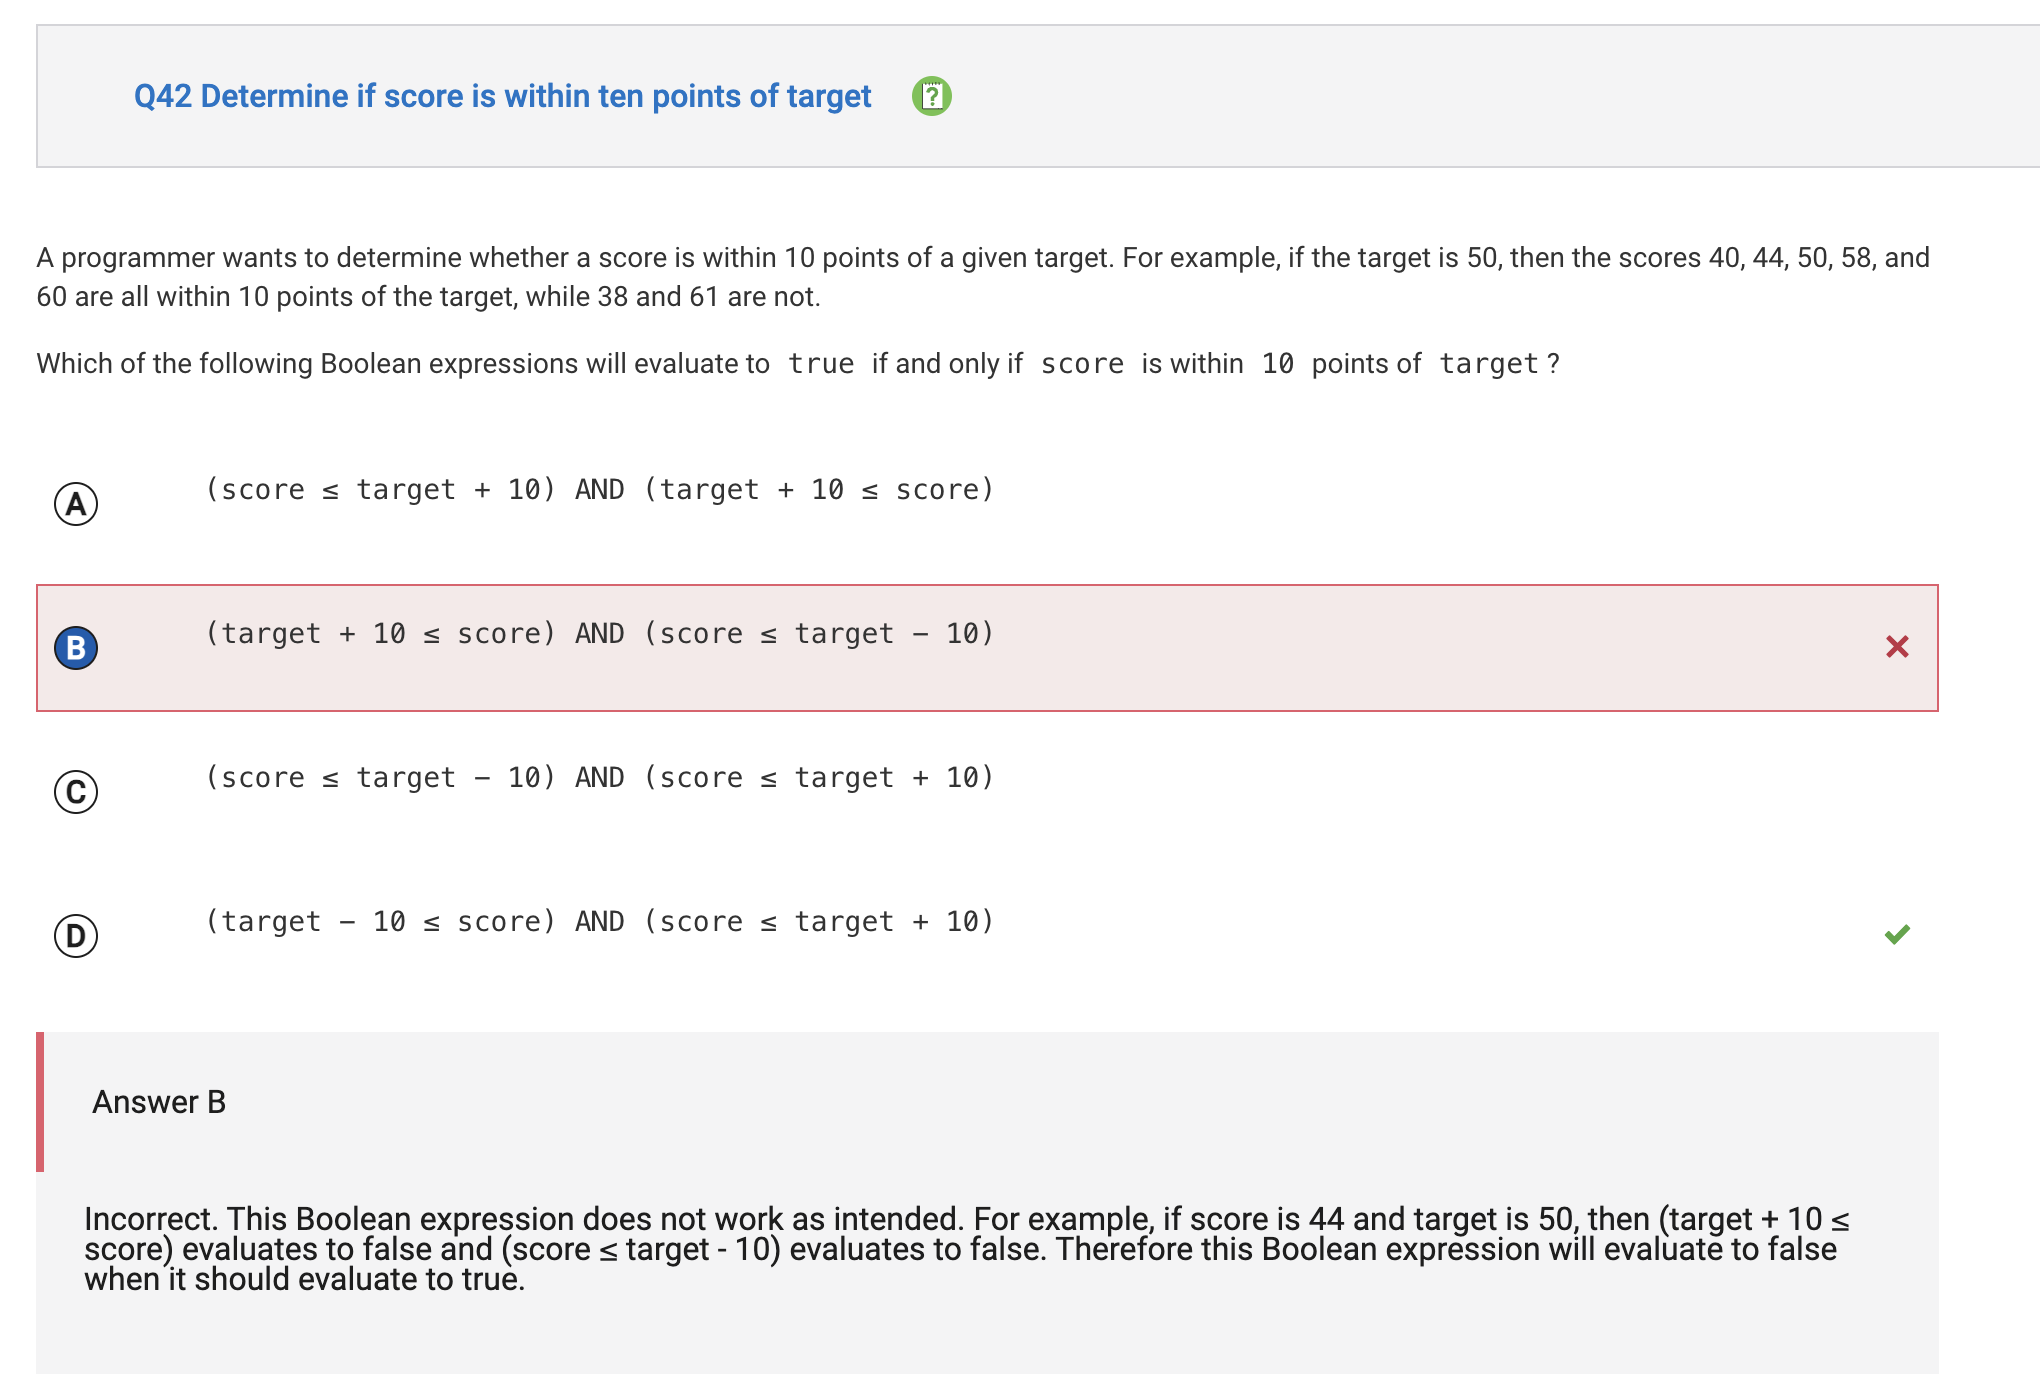 Q42 Determine if score is within ten points of target
A programmer wants to determine whether a score is within 10 points of a given target. For example, if the target is 50, then the scores 40, 44, 50, 58, and
60 are all within 10 points of the target, while 38 and 61 are not.
Which of the following Boolean expressions will evaluate to true if and only if score is within 10 points of target?
A (score ≤ target + 10) AND (target + 10 ≤ score)
B (target + 10 ≤ score) AND (score ≤ target – 10)
C (score ≤ target – 10) AND (score ≤ target + 10)
D (target – 10 ≤ score) AND (score ≤ target + 10)
Answer B
Incorrect. This Boolean expression does not work as intended. For example, if score is 44 and target is 50, then (target + 10 ≤
score) evaluates to false and (score ≤ target - 10) evaluates to false. Therefore this Boolean expression will evaluate to false
when it should evaluate to true.